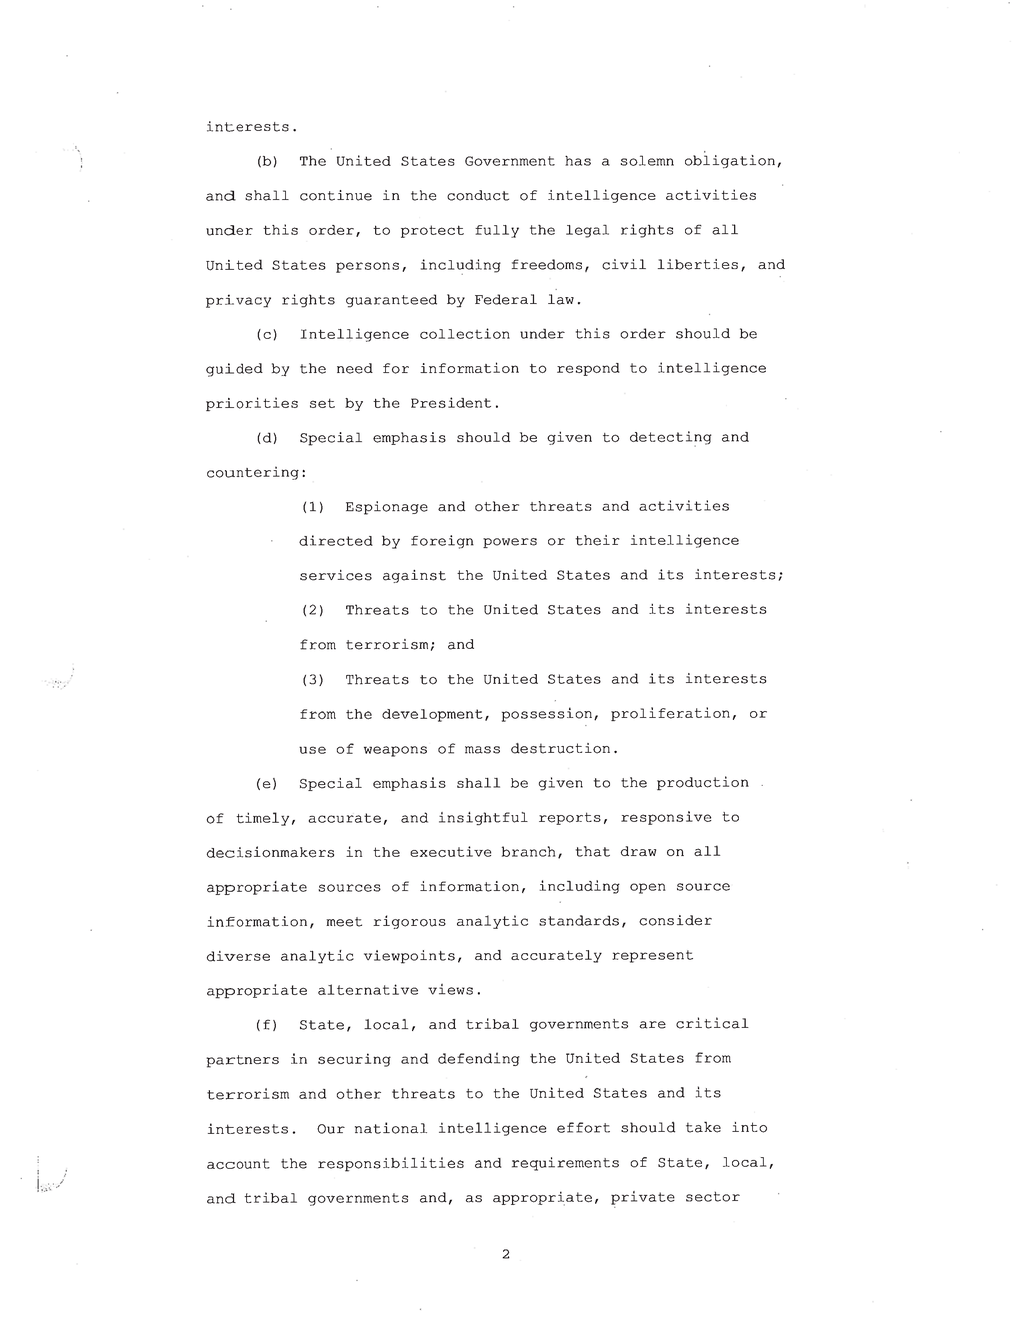 interests.
(b) The United States Government has a solemn obligation,
and shall continue in the conduct of intelligence activities
under this order, to protect fully the legal rights of all
United States persons, including freedoms, civil liberties, and
privacy rights guaranteed by Federal law.
(c) Intelligence collection under this order should be
guided by the need for information to respond to intelligence
priorities set by the President.
(d) Special emphasis should be given to detecting and
countering:
(1) Espionage and other threats and activities
directed by foreign powers or their intelligence
services against the United States and its interests;
(2) Threats to the United States and its interests
from terrorism; and
(3) Threats to the United States and its interests
from the development, possession, proliferation, or
use of weapons of mass destruction.
(e) Special emphasis shall be given to the production
of timely, accurate, and insightful reports, responsive to
decisionmakers in the executive branch, that draw on all
appropriate sources of information, including open source
information, meet rigorous analytic standards, consider
diverse analytic viewpoints, and accurately represent
appropriate alternative views.
(f) State, local, and tribal governments are critical
partners in securing and defending the United States from
terrorism and other threats to the United States and its
interests. Our national intelligence effort should take into
account the responsibilities and requirements of State, local,
and tribal governments and, as appropriate, private sector
2